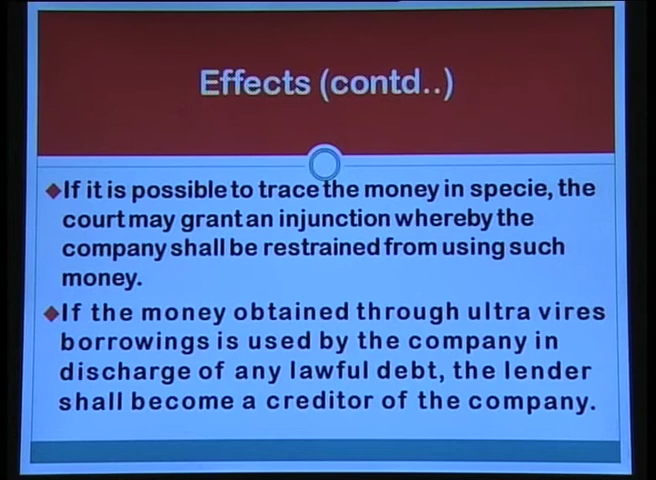 Effects (contd..)
If it is possible to trace the money in specie, the
court may grant an injunction whereby the
company shall be restrained from using such
money.
If the money obtained through ultra vires
borrowings is used by the company in
discharge of any lawful debt, the lender
shall become a creditor of the company.